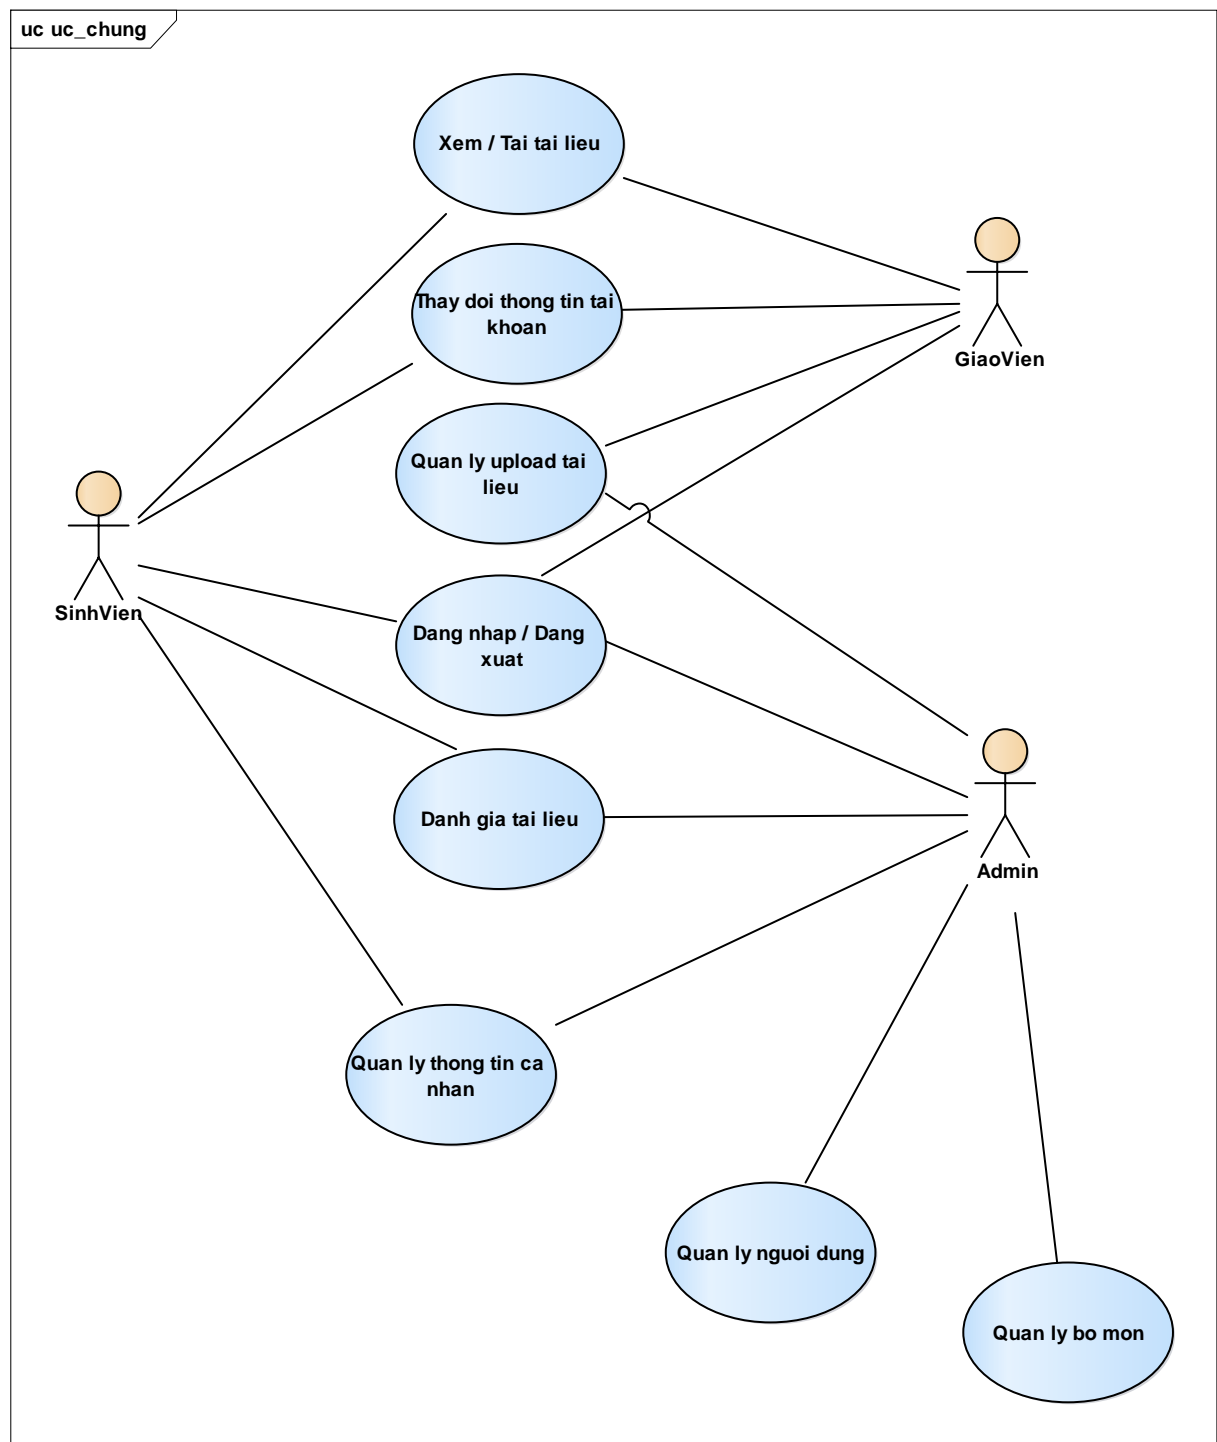 uc uc_chung
Xem / Tai tai lieu
Thay doi thong tin tai
khoan
GiaoVien
Quan ly upload tai
lieu
SinhVien
Dang nhap / Dang
xuat
Danh gia tai lieu
Admin
Quan ly thong tin ca
nhan
Quan ly nguoi dung
Quan ly bo mon